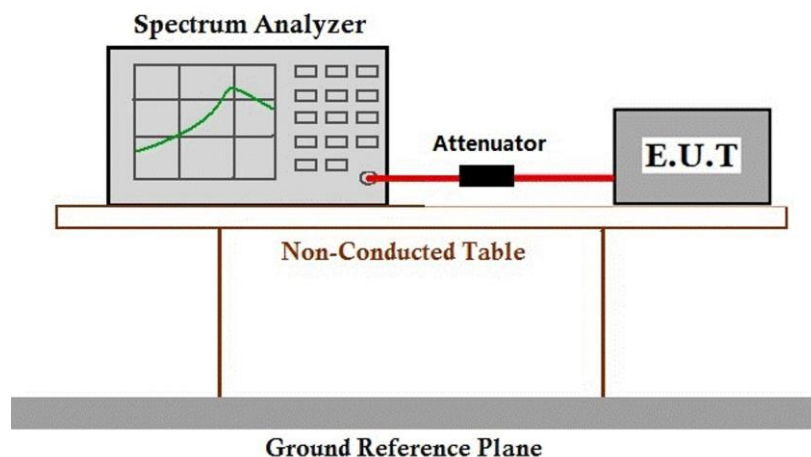 Spectrum Analyzer
Attenuator
E.U.T
Non-Conducted Table
Ground Reference Plane